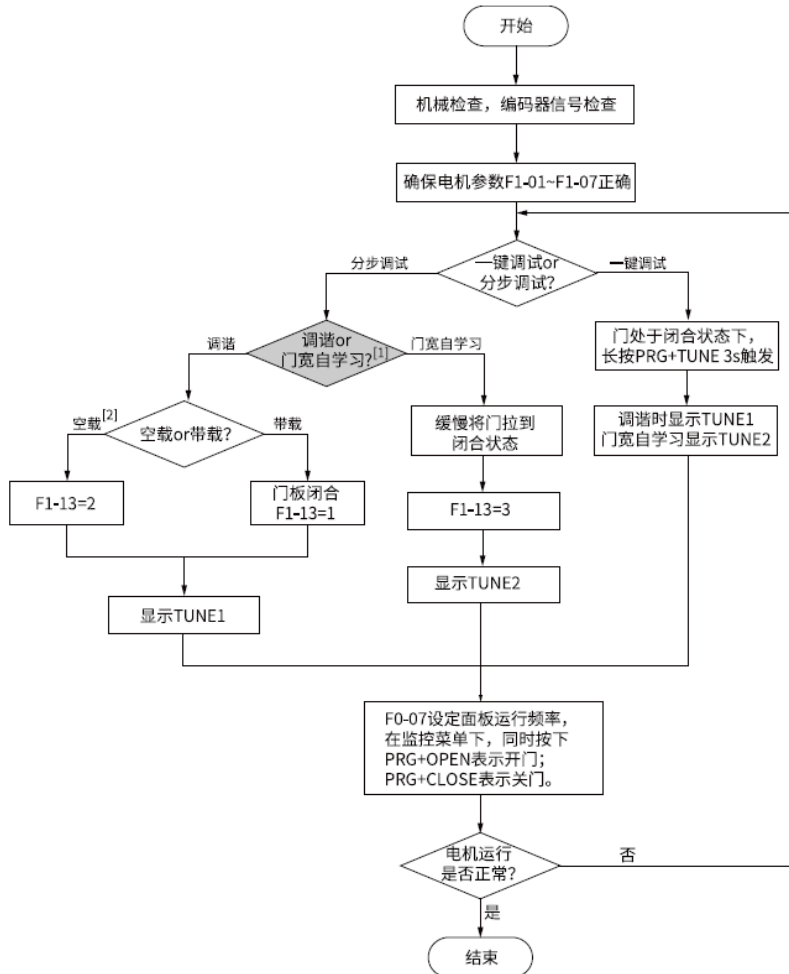 开始
机械检查，编码器信号检查
确保电机参数F1-01~F1-07正确
一键调试or
分步调试？
分步调试
一键调试
调谐or
门宽自学习？[1]
调谐
门宽自学习
门处于闭合状态下，
长按PRG+TUNE 3s触发
空载or带载？
空载[2]
带载
缓慢将门拉到
闭合状态
调谐时显示TUNE1
门宽自学习显示TUNE2
F1-13=2
门板闭合
F1-13=1
F1-13=3
显示TUNE1
显示TUNE2
F0-07设定面板运行频率，
在监控菜单下，同时按下
PRG+OPEN表示开门；
PRG+CLOSE表示关门。
电机运行
是否正常？
否
是
结束